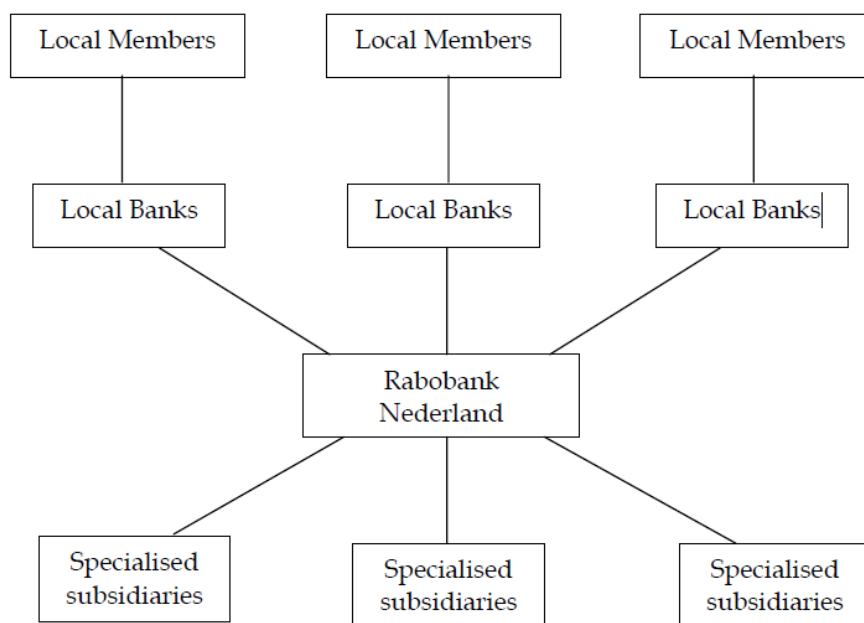 Local Members
Local Members
Local Members
Local Banks
Local Banks
Local Banks
Rabobank
Nederland
Specialised
subsidiaries
Specialised
subsidiaries
Specialised
subsidiaries